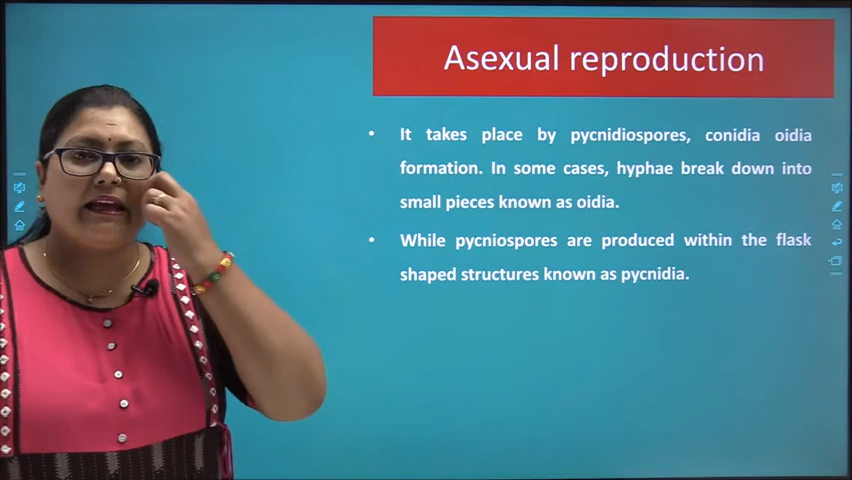 Asexual reproduction
• It takes place by pycnidiospores, conidia oidia
formation. In some cases, hyphae break down into
small pieces known as oidia.
• While pycniospores are produced within the flask
shaped structures known as pycnidia.